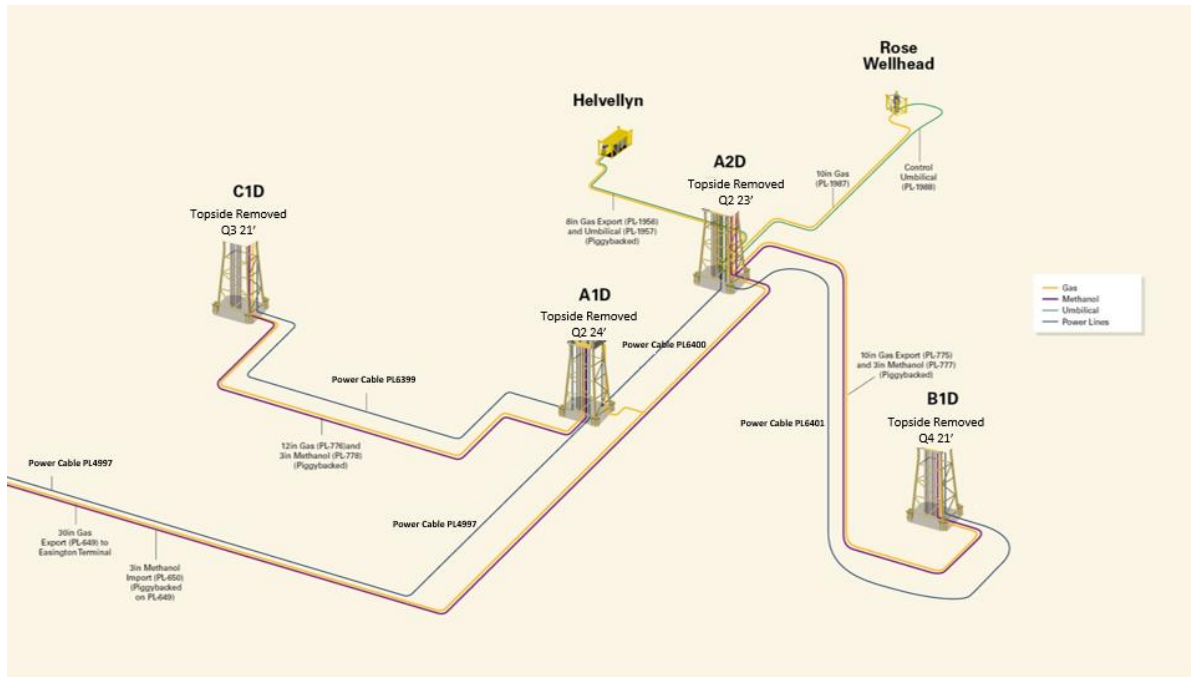 Rose
Wellhead
Helvellyn
A2D
Topside Removed
Q2 23'
10in Gas
(PL-1987)
Control
Umbilical
(PL-1988)
C1D
Topside Removed
Q3 21'
8in Gas Export (PL-1956)
and Umbilical (PL-1957)
(Piggybacked)
A1D
Topside Removed
Q2 24'
Gas
Methanol
Umbilical
Power Lines
Power Cable PL6400
Power Cable PL6399
10in Gas Export (PL-775)
and 3in Methanol (PL-777)
(Piggybacked)
B1D
Topside Removed
Q4 21'
Power Cable PL6401
12in Gas (PL-776)and
3in Methanol (PL-778)
(Piggybacked)
Power Cable PL4997
Power Cable PL4997
30in Gas
Export (PL-649) to
Easington Terminal
3in Methanol
Import (PL-650)
(Piggybacked
on PL-649)